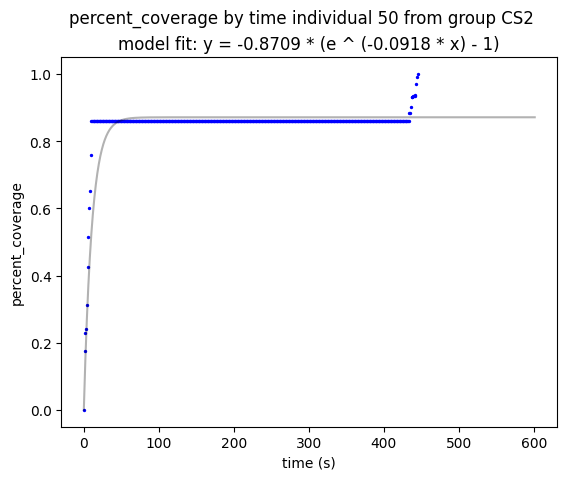 percent_coverage by time individual 50 from group CS2
model fit: y = -0.8709 * (e ^ (-0.0918 * x) - 1)
1.0
0.8
0.6
0.4
0.2
0.0
percent_coverage
0 100 200 300 400 500 600
time (s)